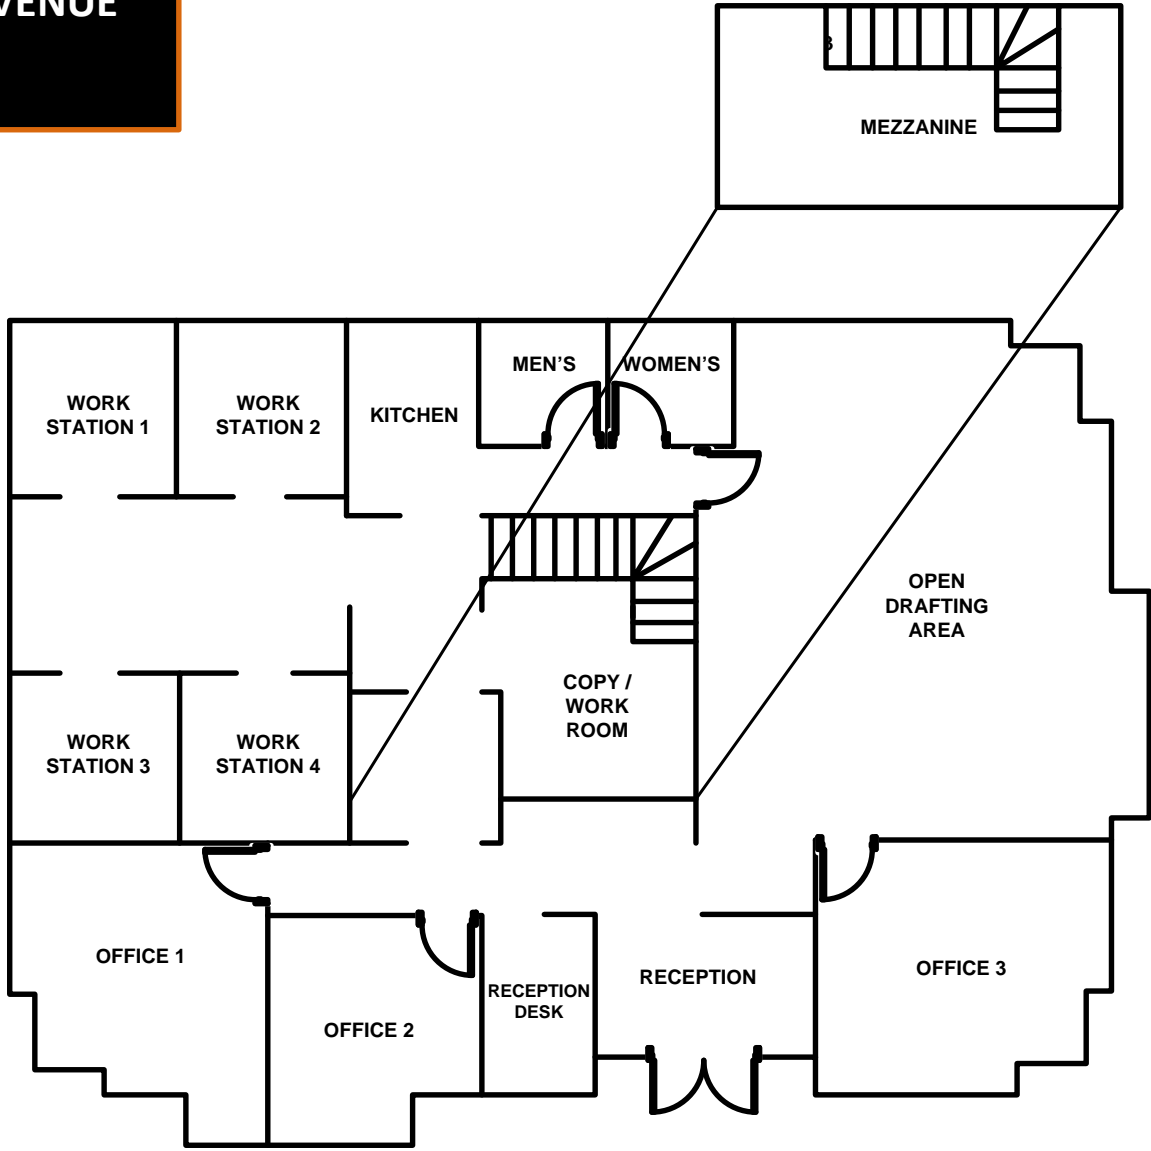 MEZZANINE
MEN'S
WOMEN'S
WORK
STATION 1
WORK
STATION 2
KITCHEN
OPEN
DRAFTING
AREA
COPY /
WORK
ROOM
WORK
STATION 3
WORK
STATION 4
OFFICE 1
OFFICE 2
RECEPTION
DESK
RECEPTION
OFFICE 3